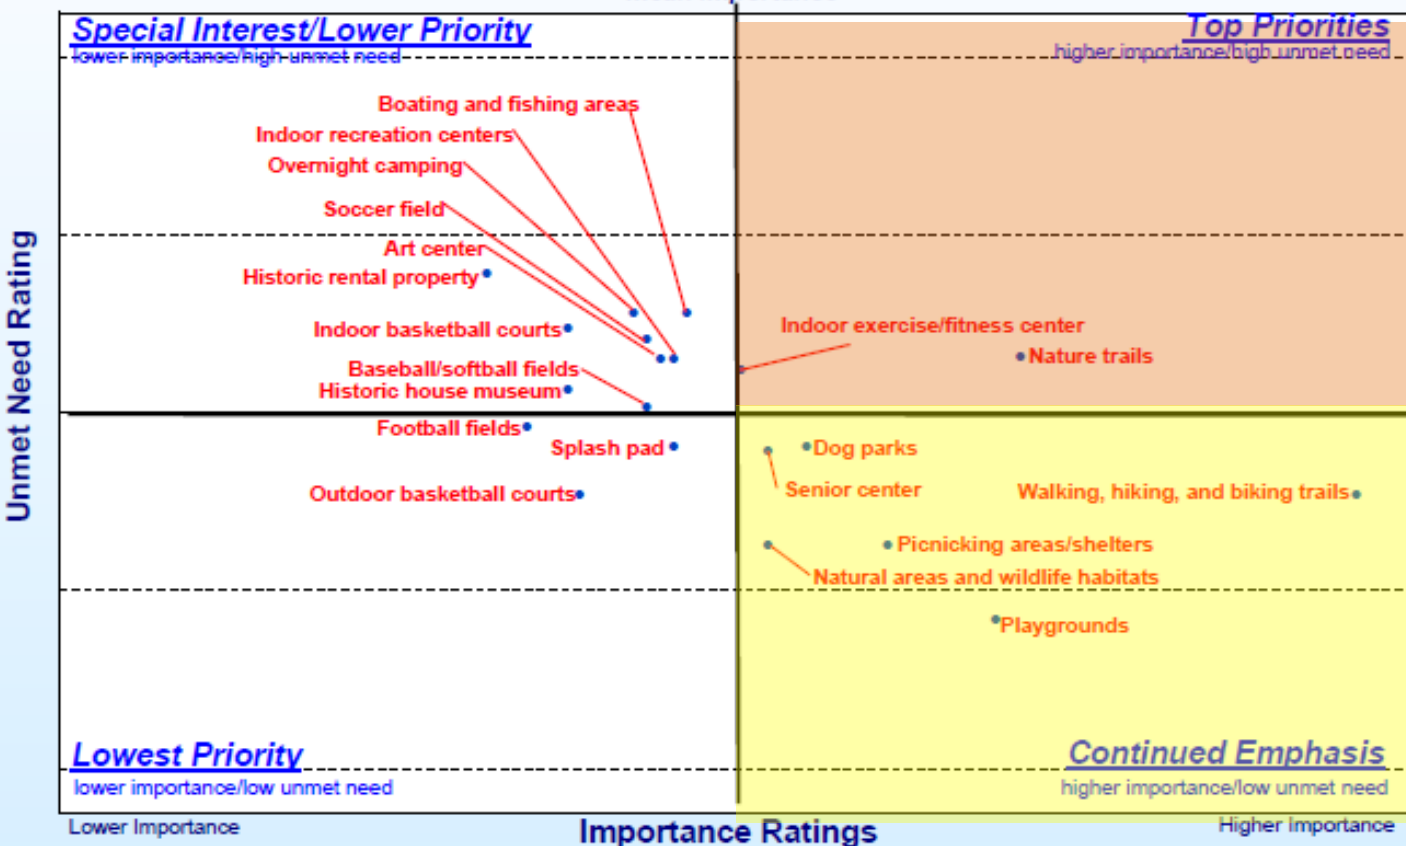 Special Interest/Lower Priority
lower importance/high unmet need
Top Priorities
higher importance/high unmet need
Boating and fishing areas
Indoor recreation centers
Overnight camping
Soccer field
Art center
Historic rental property
Indoor basketball courts
Baseball/softball fields
Historic house museum
Indoor exercise/fitness center
Nature trails
Unmet Need Rating
Football fields
Splash pad
Outdoor basketball courts
Dog parks
Senior center
Walking, hiking, and biking trails
Picnicking areas/shelters
Natural areas and wildlife habitats
Playgrounds
Lowest Priority
lower importance/low unmet need
Continued Emphasis
higher importance/low unmet need
Lower Importance
Importance Ratings
Higher Importance